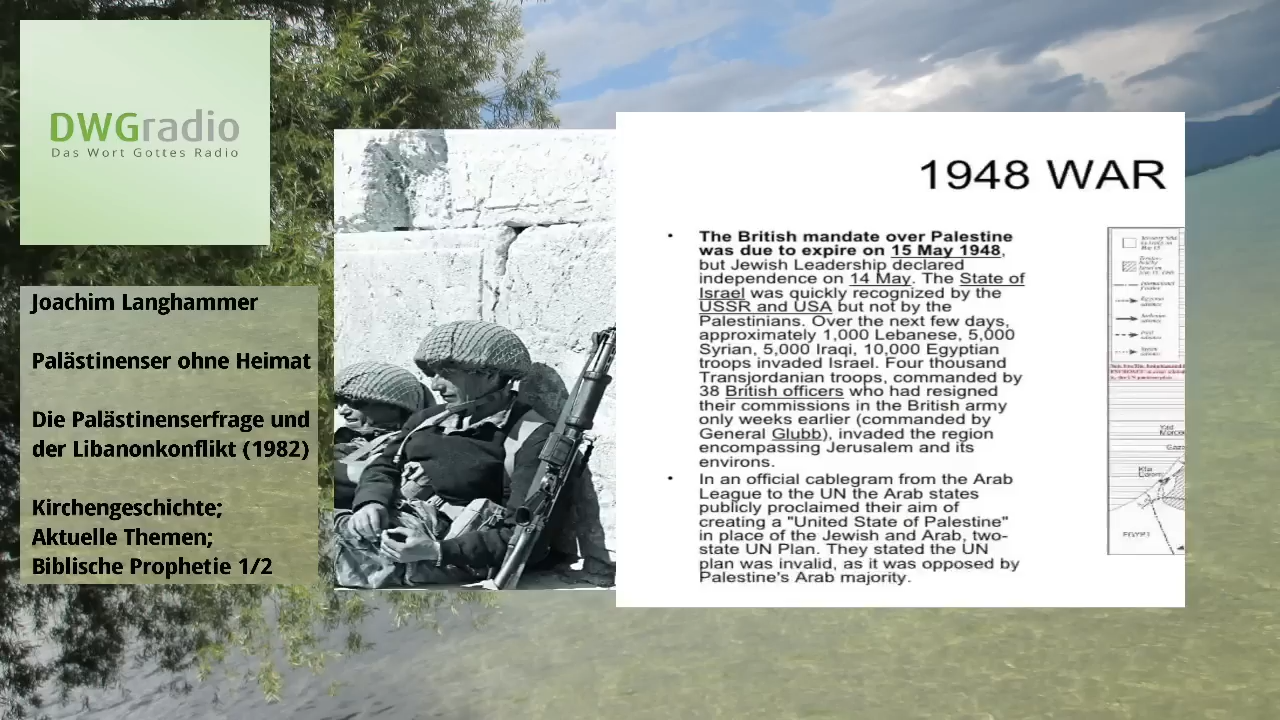 DWGradio
Das Wort Gottes Radio
Joachim Langhammer
Palästinenser ohne Heimat
Die Palästinenserfrage und
der Libanonkonflikt (1982)
Kirchengeschichte;
Aktuelle Themen;
Biblische Prophetie 1/2
1948 WAR
• The British mandate over Palestine
was due to expire on 15 May 1948,
but Jewish Leadership declared
independence on 14 May. The State of
Israel was quickly recognized by the
USSR and USA but not by the
Palestinians. Over the next few days,
approximately 1,000 Lebanese, 5,000
Syrian, 5,000 Iraqi, 10,000 Egyptian
troops invaded Israel. Four thousand
Transjordanian troops, commanded by
38 British officers who had resigned
their commissions in the British army
only weeks earlier (commanded by
General Glubb), invaded the region
encompassing Jerusalem and its
environs.
• In an official cablegram from the Arab
League to the UN the Arab states
publicly proclaimed their aim of
creating a "United State of Palestine"
in place of the Jewish and Arab, two-
state UN Plan. They stated the UN
plan was invalid, as it was opposed by
Palestine's Arab majority.
EGYPT